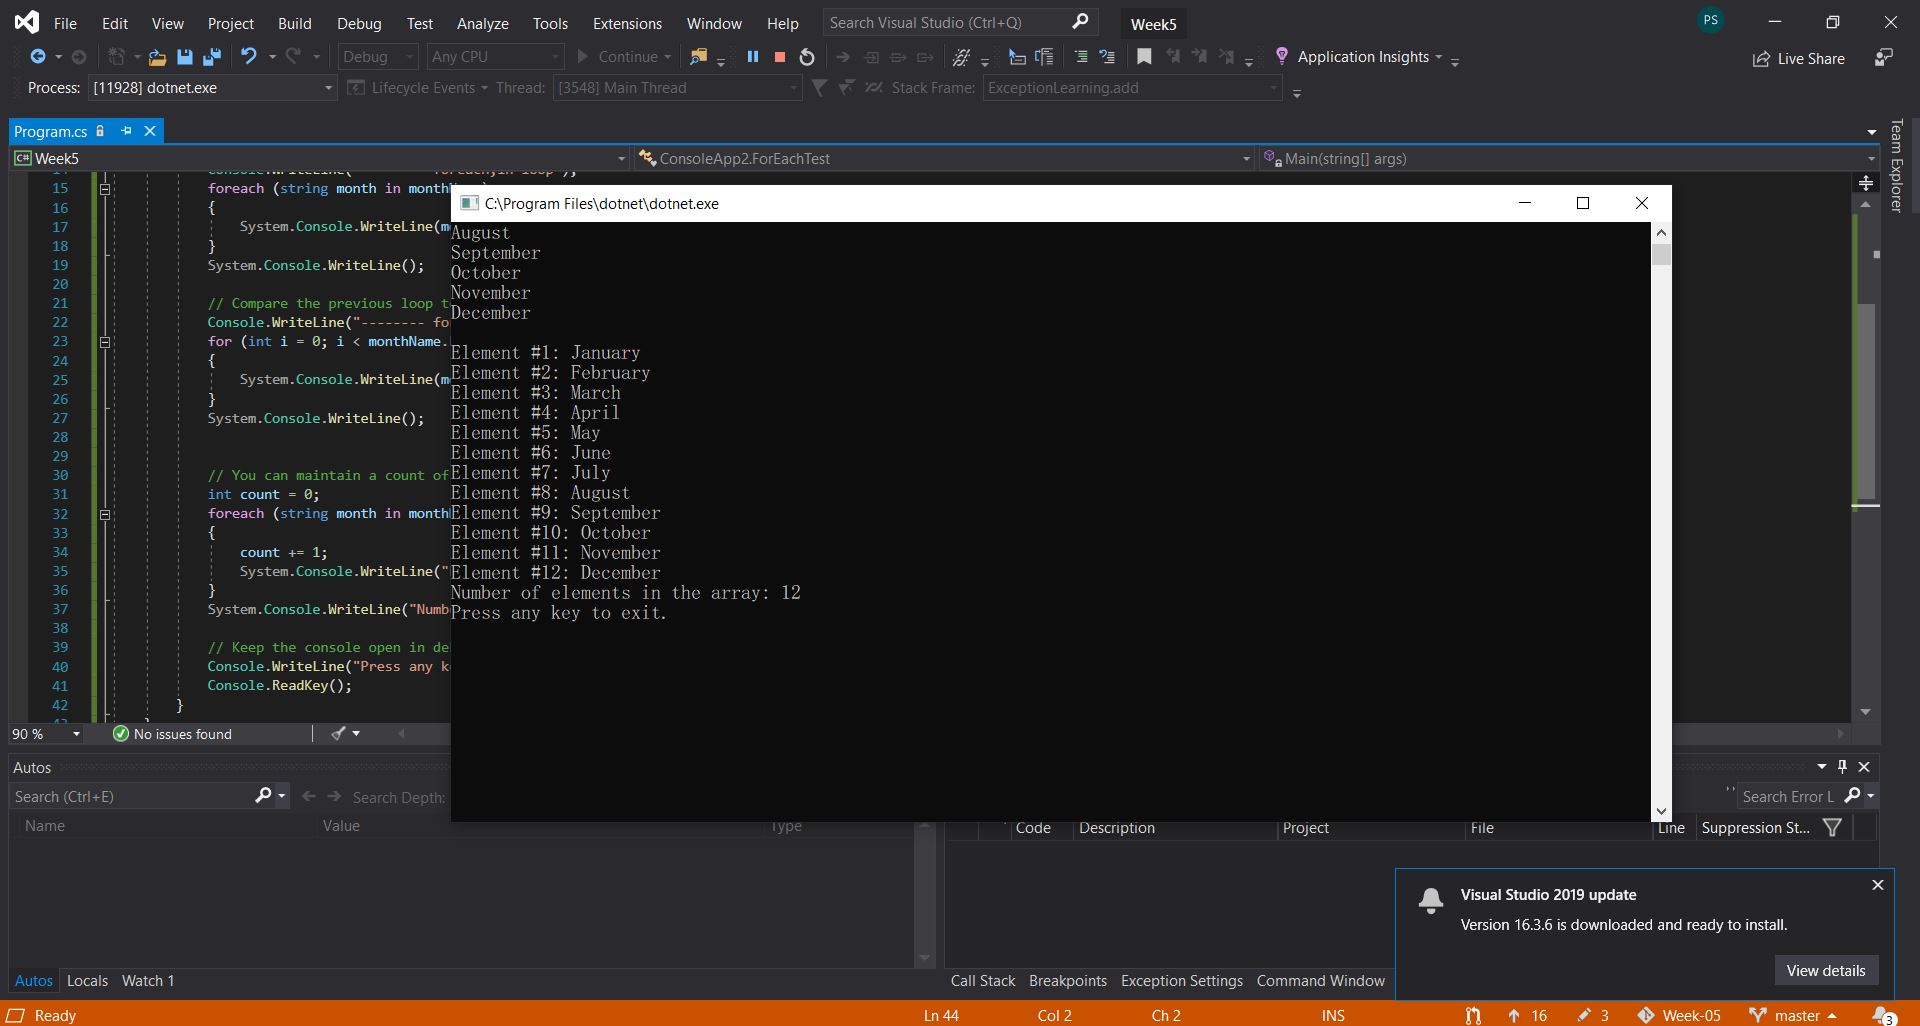 File Edit View Project Build Debug Test Analyze Tools Extensions Window Help Search Visual Studio (Ctrl+Q) Week5 PS
Debug Any CPU Continue Application Insights Live Share
Process: [11928] dotnet.exe Lifecycle Events Thread: [3548] Main Thread Stack Frame: ExceptionLearning.add
Program.cs
Team Explorer
C# Week5 ConsoleApp2.ForEachTest Main(string[] args)
15 foreach (string month in month
16 {
17 System.Console.WriteLine(m
18 }
19 System.Console.WriteLine();
20
21 // Compare the previous loop t
22 Console.WriteLine("-------- fo
23 for (int i = 0; i < monthName.
24 {
25 System.Console.WriteLine(m
26 }
27 System.Console.WriteLine();
28
29
30 // You can maintain a count of
31 int count = 0;
32 foreach (string month in month
33 {
34 count += 1;
35 System.Console.WriteLine("
36 }
37 System.Console.WriteLine("Numb
38
39 // Keep the console open in de
40 Console.WriteLine("Press any k
41 Console.ReadKey();
42 }
C:\Program Files\dotnet\dotnet.exe
August
September
October
November
December
Element #1: January
Element #2: February
Element #3: March
Element #4: April
Element #5: May
Element #6: June
Element #7: July
Element #8: August
Element #9: September
Element #10: October
Element #11: November
Element #12: December
Number of elements in the array: 12
Press any key to exit.
90 % No issues found
Autos
Search (Ctrl+E) Search Depth:
Name Value Type
Search Error L
Code Description Project File Line Suppression St...
Visual Studio 2019 update
Version 16.3.6 is downloaded and ready to install.
View details
Autos Locals Watch 1
Call Stack Breakpoints Exception Settings Command Window
Ready Ln 44 Col 2 Ch 2 INS 16 3 Week-05 master 3